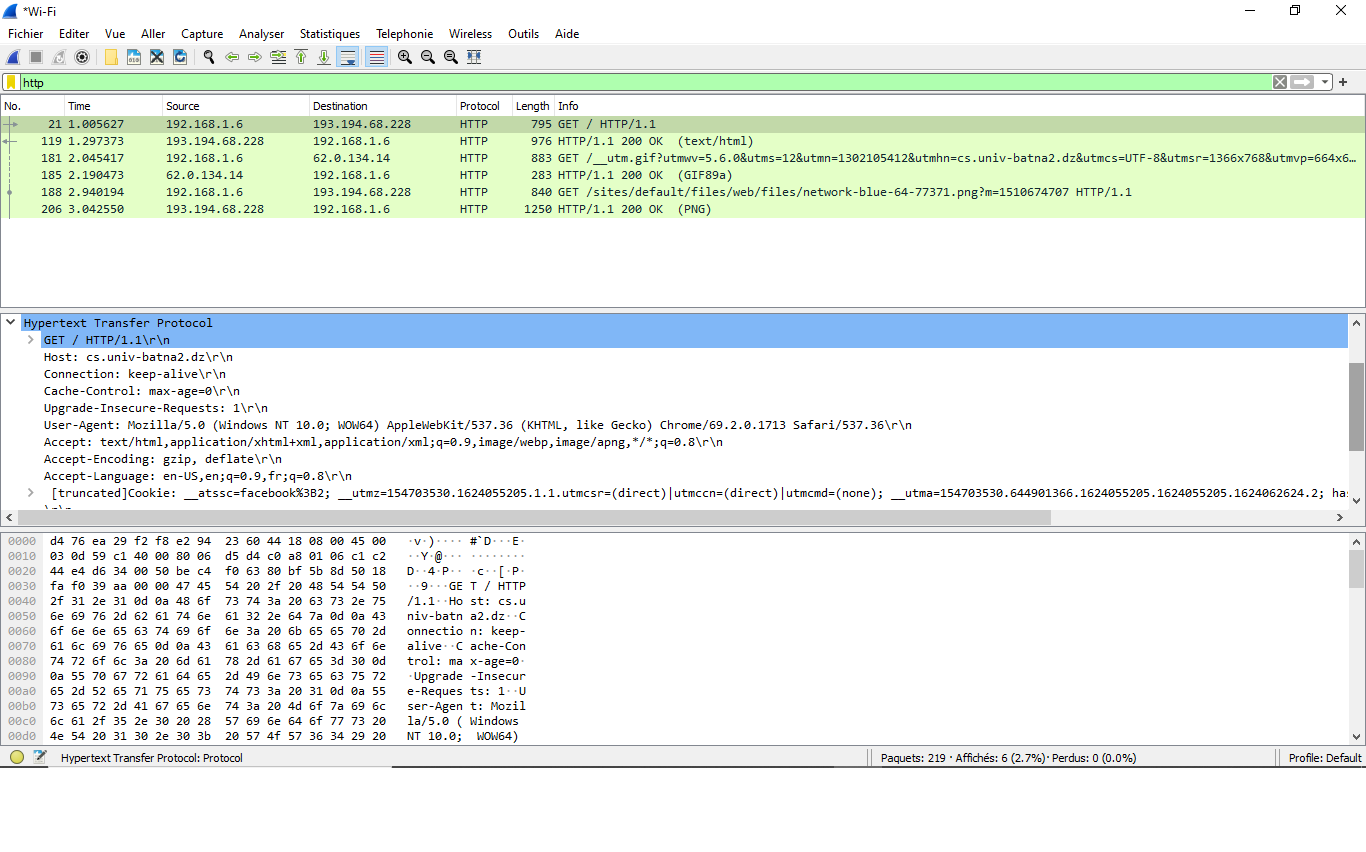 *Wi-Fi
Fichier Editer Vue Aller Capture Analyser Statistiques Telephonie Wireless Outils Aide
http
No. Time Source Destination Protocol Length Info
21 1.005627 192.168.1.6 193.194.68.228 HTTP 795 GET / HTTP/1.1
119 1.297373 193.194.68.228 192.168.1.6 HTTP 976 HTTP/1.1 200 OK (text/html)
181 2.045417 192.168.1.6 62.0.134.14 HTTP 883 GET /__utm.gif?utmwv=5.6.0&utms=12&utmn=1302105412&utmhn=cs.univ-batna2.dz&utmcs=UTF-8&utmsr=1366x768&utmvp=664x6…
185 2.190473 62.0.134.14 192.168.1.6 HTTP 283 HTTP/1.1 200 OK (GIF89a)
188 2.940194 192.168.1.6 193.194.68.228 HTTP 840 GET /sites/default/files/web/files/network-blue-64-77371.png?m=1510674707 HTTP/1.1
206 3.042550 193.194.68.228 192.168.1.6 HTTP 1250 HTTP/1.1 200 OK (PNG)
Hypertext Transfer Protocol
GET / HTTP/1.1\r\n
Host: cs.univ-batna2.dz\r\n
Connection: keep-alive\r\n
Cache-Control: max-age=0\r\n
Upgrade-Insecure-Requests: 1\r\n
User-Agent: Mozilla/5.0 (Windows NT 10.0; WOW64) AppleWebKit/537.36 (KHTML, like Gecko) Chrome/69.2.0.1713 Safari/537.36\r\n
Accept: text/html,application/xhtml+xml,application/xml;q=0.9,image/webp,image/apng,*/*;q=0.8\r\n
Accept-Encoding: gzip, deflate\r\n
Accept-Language: en-US,en;q=0.9,fr;q=0.8\r\n
[truncated]Cookie: __atssc=facebook%3B2; __utmz=154703530.1624055205.1.1.utmcsr=(direct)|utmccn=(direct)|utmcmd=(none); __utma=154703530.644901366.1624055205.1624055205.1624062624.2; has
\r\n
0000 d4 76 ea 29 f2 f8 e2 94 23 60 44 18 08 00 45 00 ·v·)···· #`D···E·
0010 03 0d 59 c1 40 00 80 06 d5 d4 c0 a8 01 06 c1 c2 ··Y·@··· ········
0020 44 e4 d6 34 00 50 be c4 f0 63 80 bf 5b 8d 50 18 D··4·P·· ·c··[·P·
0030 fa f0 39 aa 00 00 47 45 54 20 2f 20 48 54 54 50 ··9···GE T / HTTP
0040 2f 31 2e 31 0d 0a 48 6f 73 74 3a 20 63 73 2e 75 /1.1··Ho st: cs.u
0050 6e 69 76 2d 62 61 74 6e 61 32 2e 64 7a 0d 0a 43 niv-batn a2.dz··C
0060 6f 6e 6e 65 63 74 69 6f 6e 3a 20 6b 65 65 70 2d onnectio n: keep-
0070 61 6c 69 76 65 0d 0a 43 61 63 68 65 2d 43 6f 6e alive··C ache-Con
0080 74 72 6f 6c 3a 20 6d 61 78 2d 61 67 65 3d 30 0d trol: ma x-age=0·
0090 0a 55 70 67 72 61 64 65 2d 49 6e 73 65 63 75 72 ·Upgrade -Insecur
00a0 65 2d 52 65 71 75 65 73 74 73 3a 20 31 0d 0a 55 e-Reques ts: 1··U
00b0 73 65 72 2d 41 67 65 6e 74 3a 20 4d 6f 7a 69 6c ser-Agen t: Mozil
00c0 6c 61 2f 35 2e 30 20 28 57 69 6e 64 6f 77 73 20 la/5.0 ( Windows
00d0 4e 54 20 31 30 2e 30 3b 20 57 4f 57 36 34 29 20 NT 10.0; WOW64)
Hypertext Transfer Protocol: Protocol
Paquets: 219 · Affichés: 6 (2.7%) · Perdus: 0 (0.0%)
Profile: Default